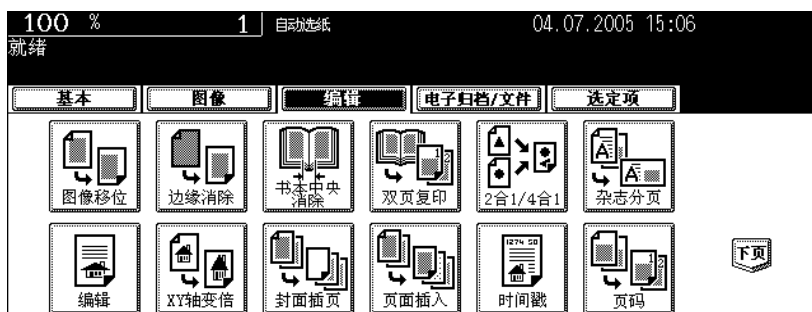 100 % 1 自动选纸 04.07.2005 15:06
就绪
基本 图像 编辑 电子归档/文件 选定项
图像移位 边缘消除 书本中央消除 双页复印 2合1/4合1 杂志分页
下页
编辑 XY轴变倍 封面插页 页面插入 时间戳 页码